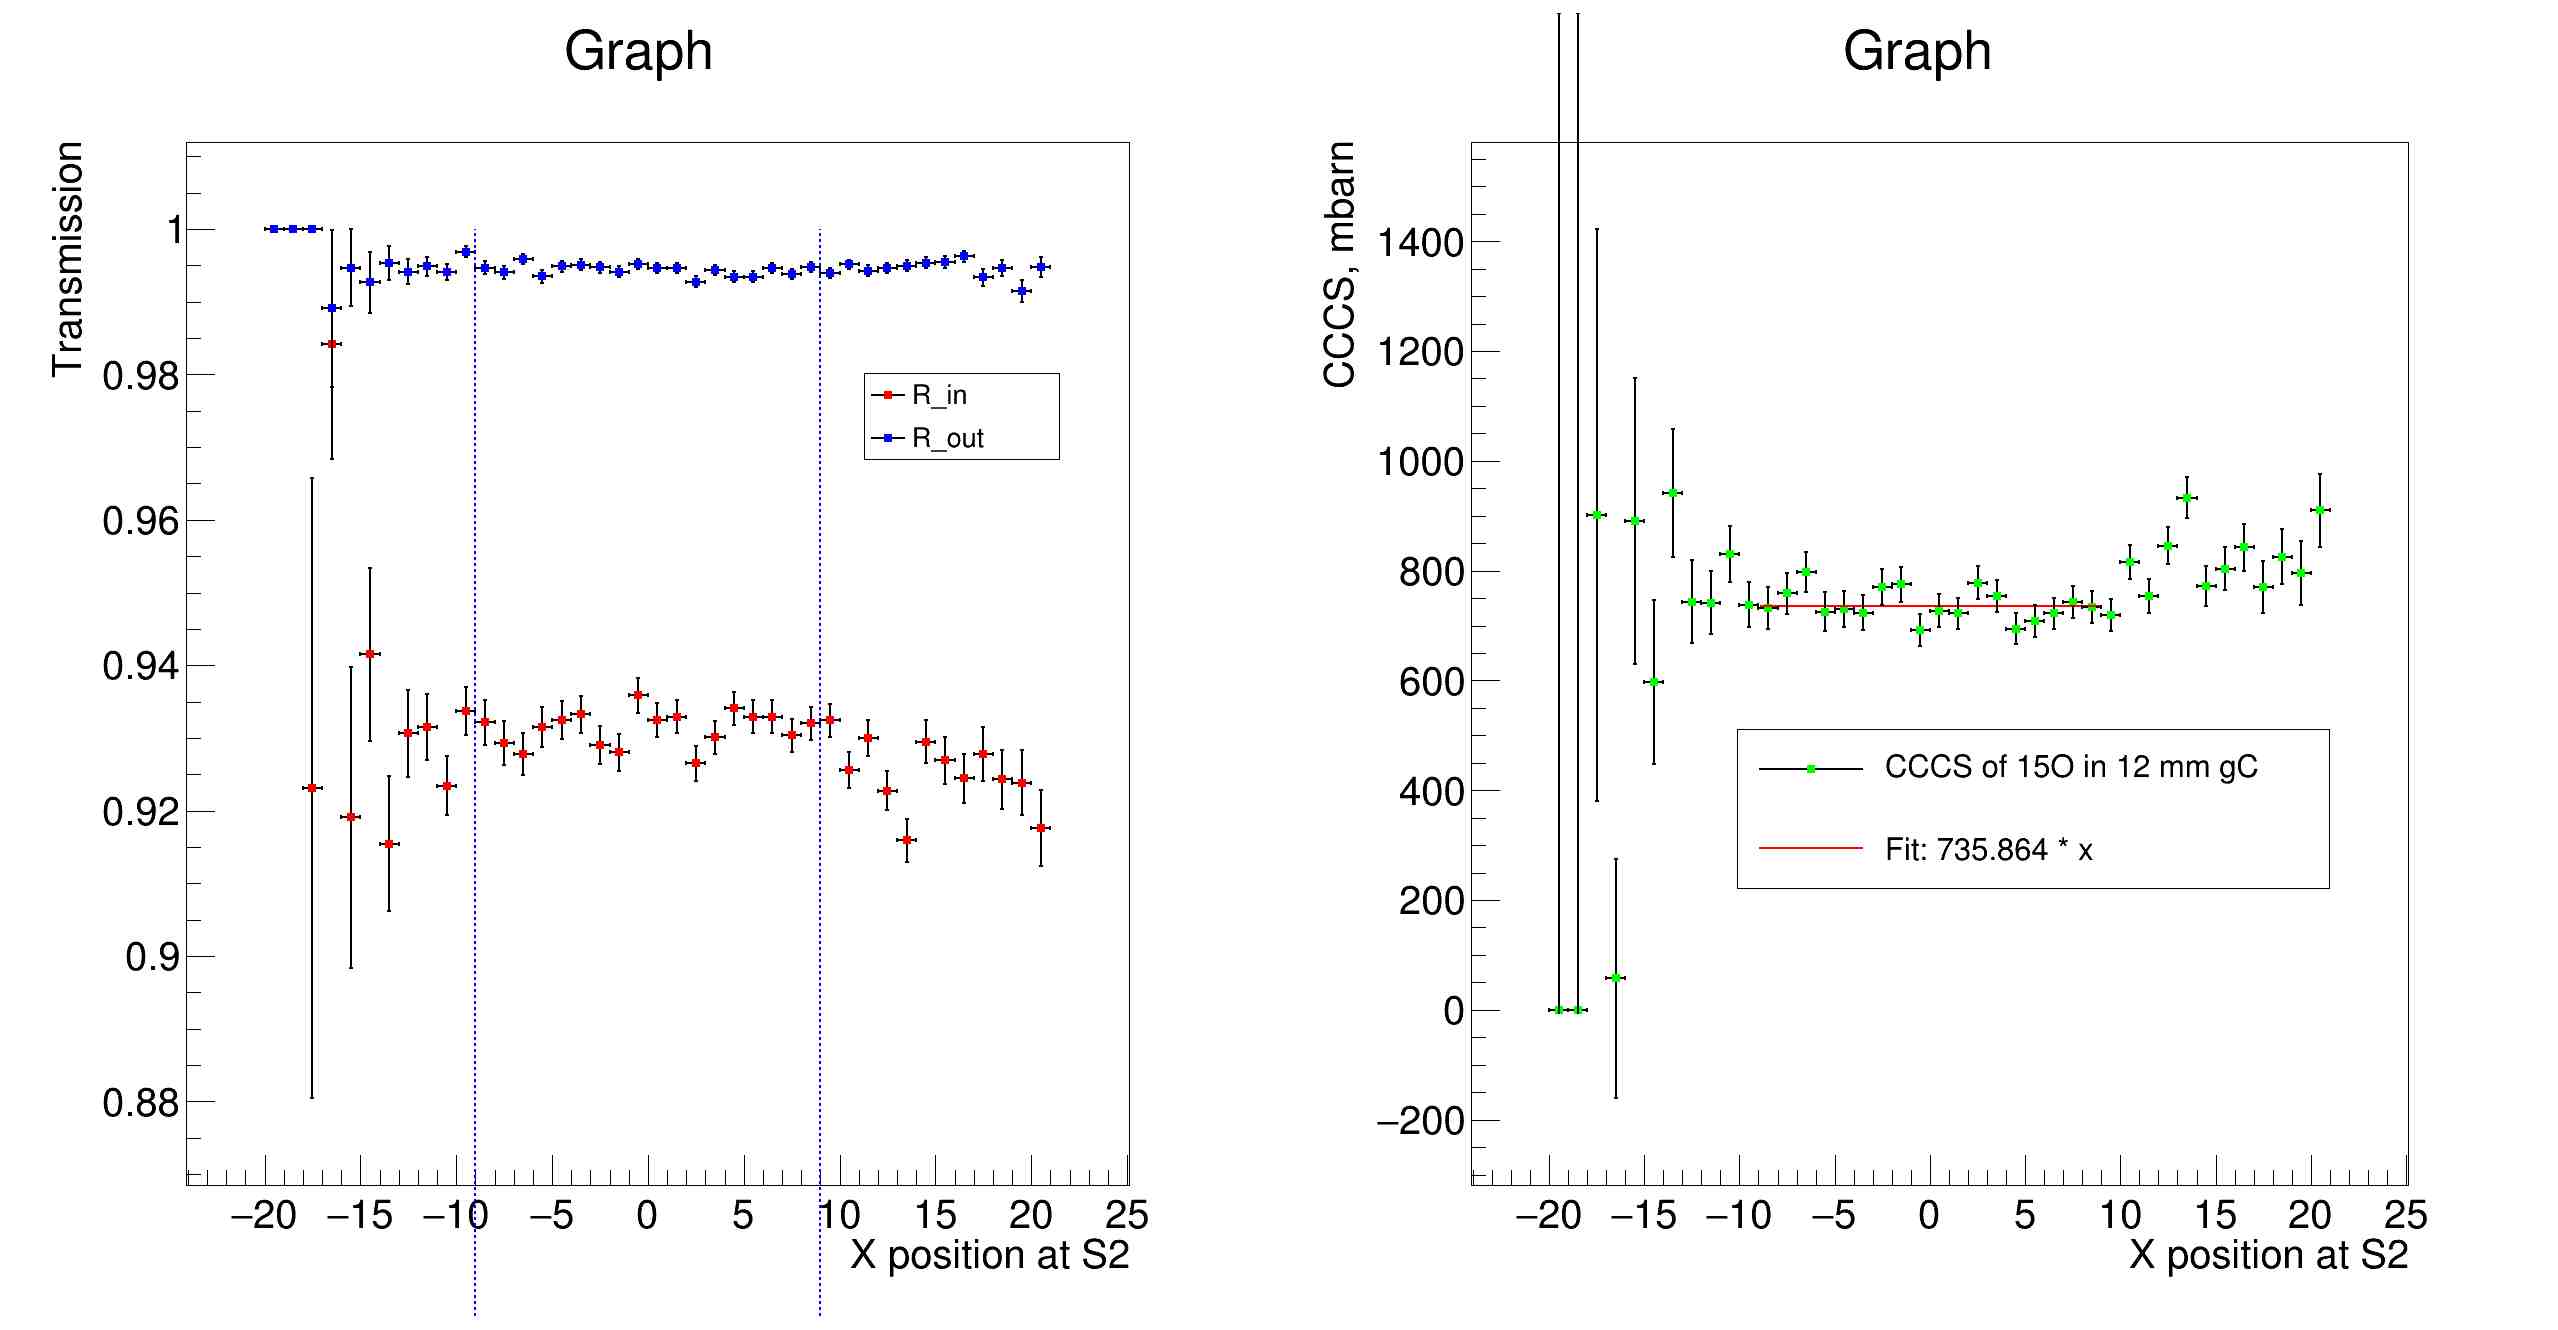 Graph
Transmission
1
0.98
0.96
0.94
0.92
0.9
0.88
R_in
R_out
−20 −15 −10 −5 0 5 10 15 20 25
X position at S2
Graph
CCCS, mbarn
1400
1200
1000
800
600
400
200
0
−200
CCCS of 15O in 12 mm gC
Fit: 735.864 * x
−20 −15 −10 −5 0 5 10 15 20 25
X position at S2